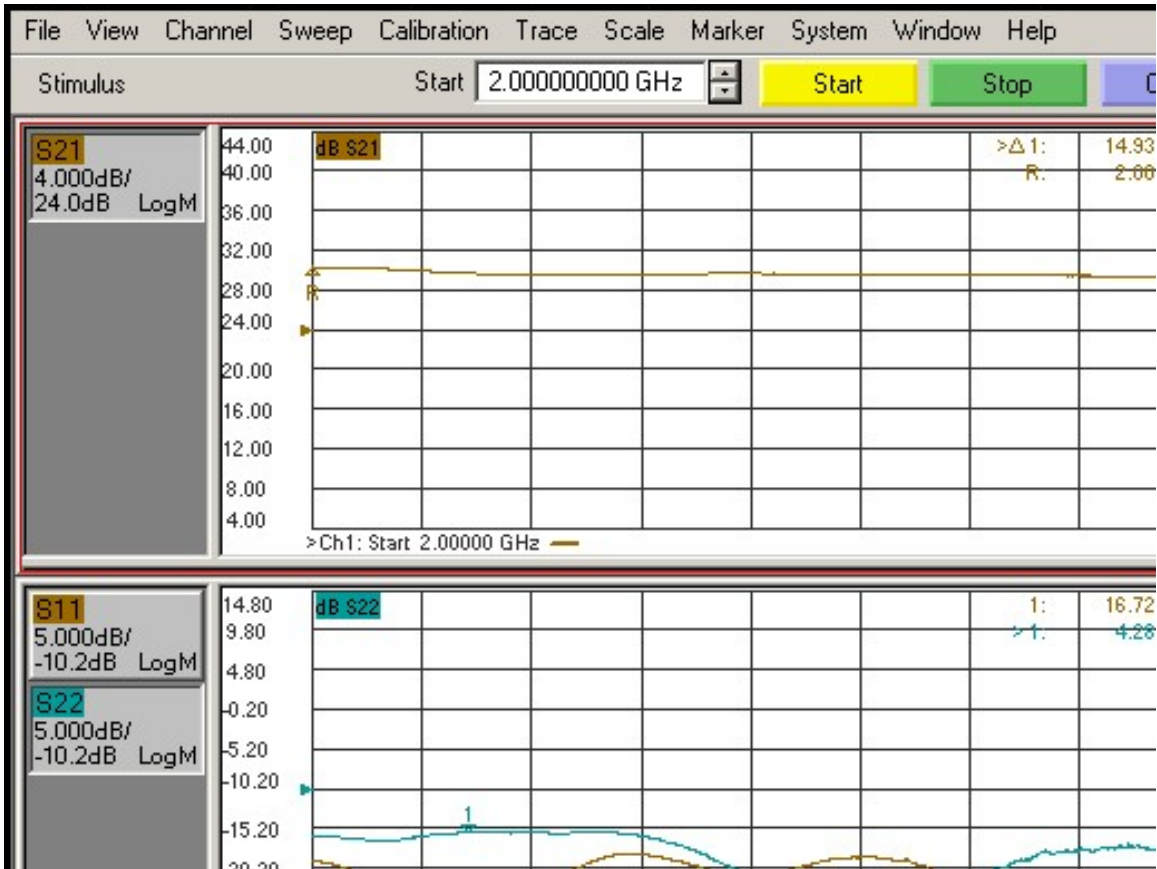 File View Channel Sweep Calibration Trace Scale Marker System Window Help
Stimulus Start 2.000000000 GHz Start Stop
S21
4.000dB/
24.0dB LogM
44.00
40.00
36.00
32.00
28.00
24.00
20.00
16.00
12.00
8.00
4.00
dB S21
>Δ 1: 14.93
R: 2.00
R
>Ch1: Start 2.00000 GHz
S11
5.000dB/
-10.2dB LogM
S22
5.000dB/
-10.2dB LogM
14.80
9.80
4.80
-0.20
-5.20
-10.20
-15.20
dB S22
1: 16.72
> 1: 4.28
1